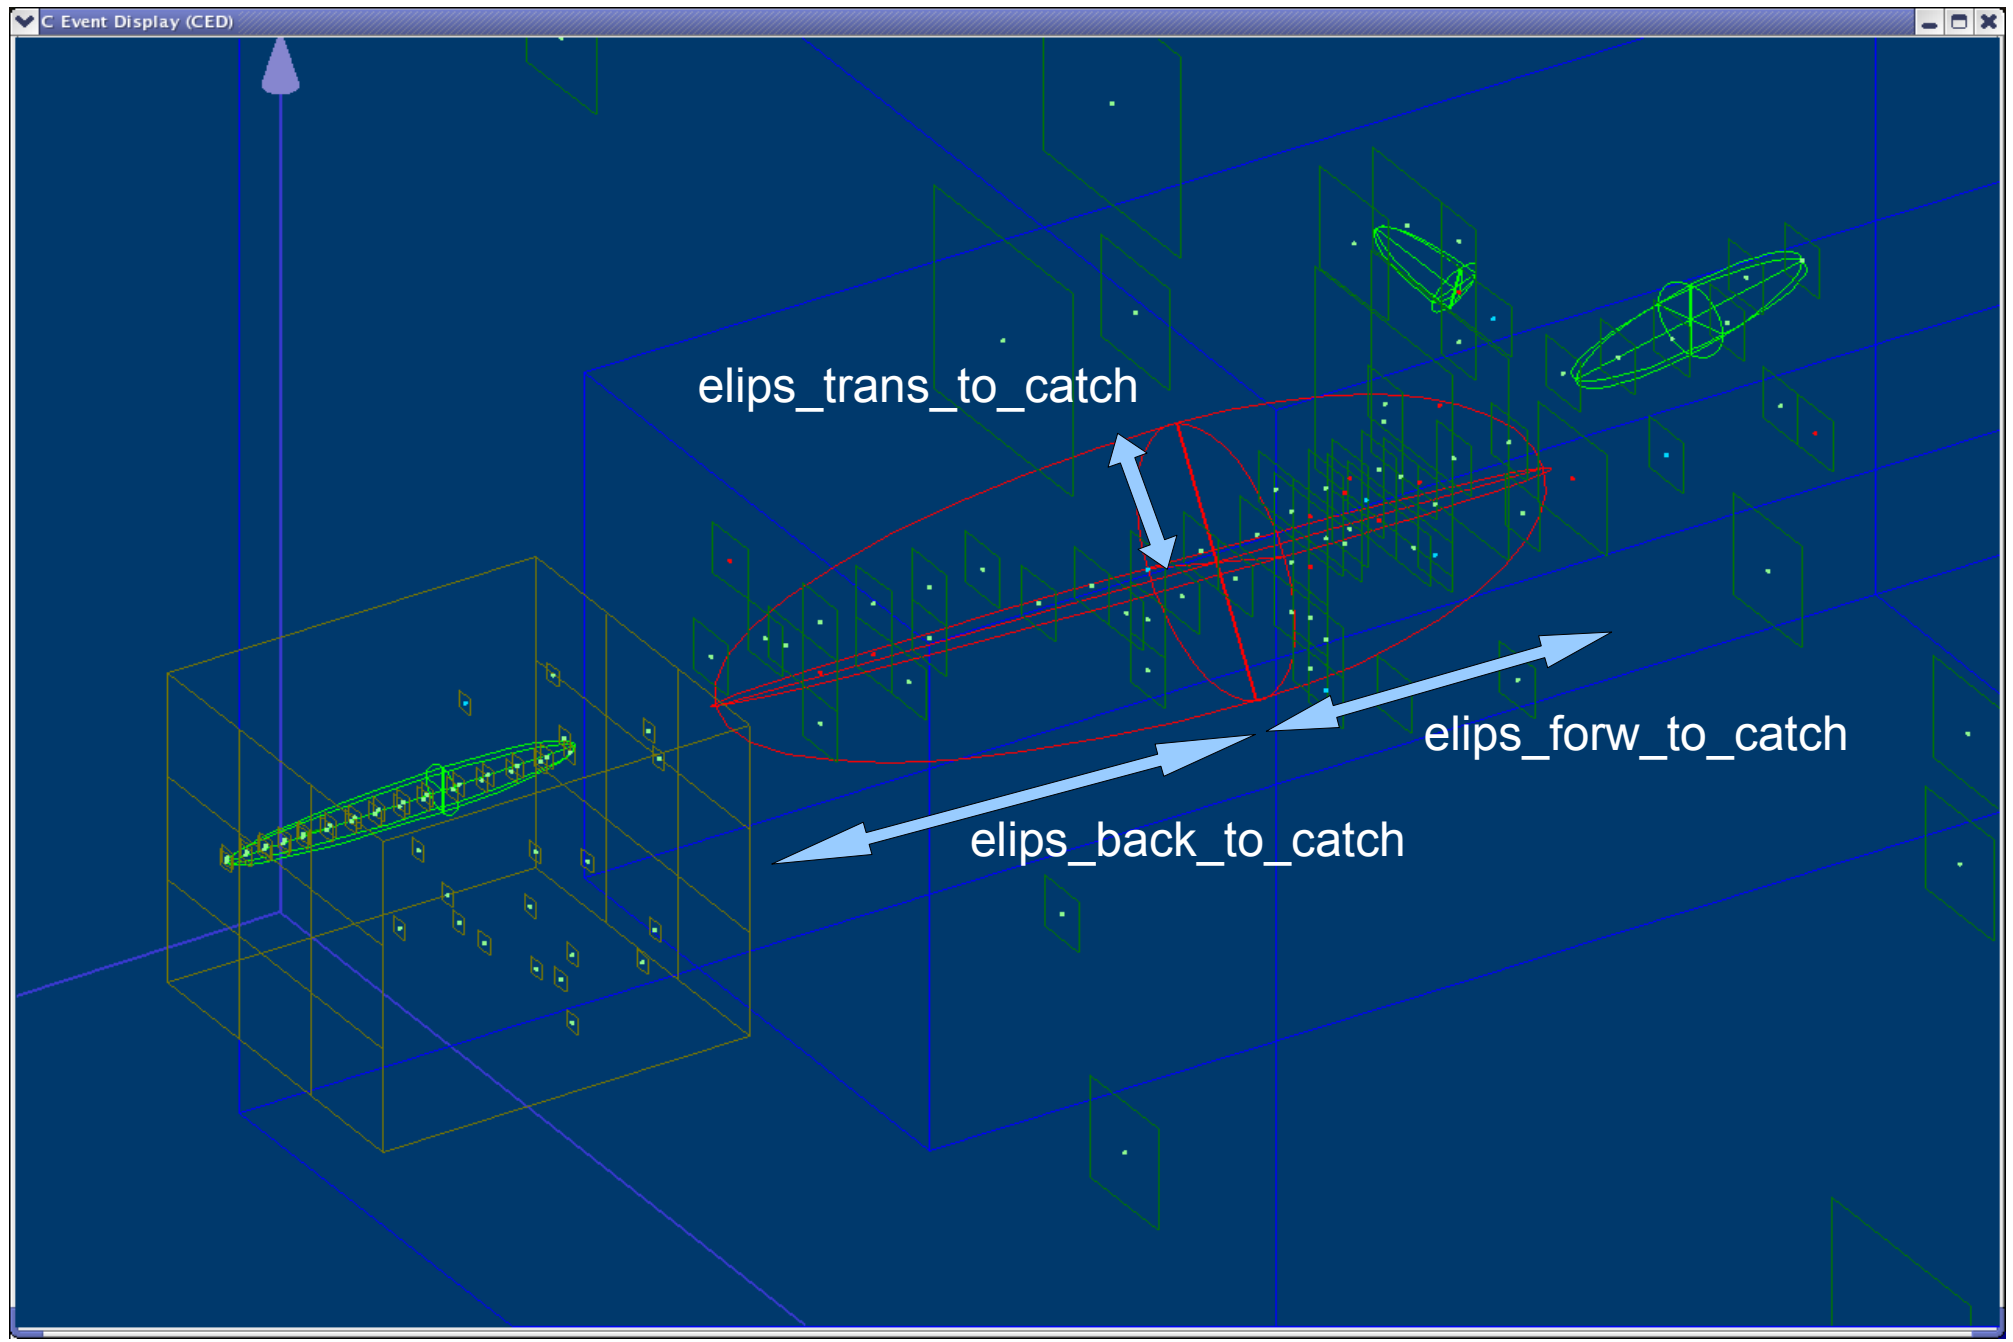 C Event Display (CED)
elips_trans_to_catch
elips_forw_to_catch
elips_back_to_catch